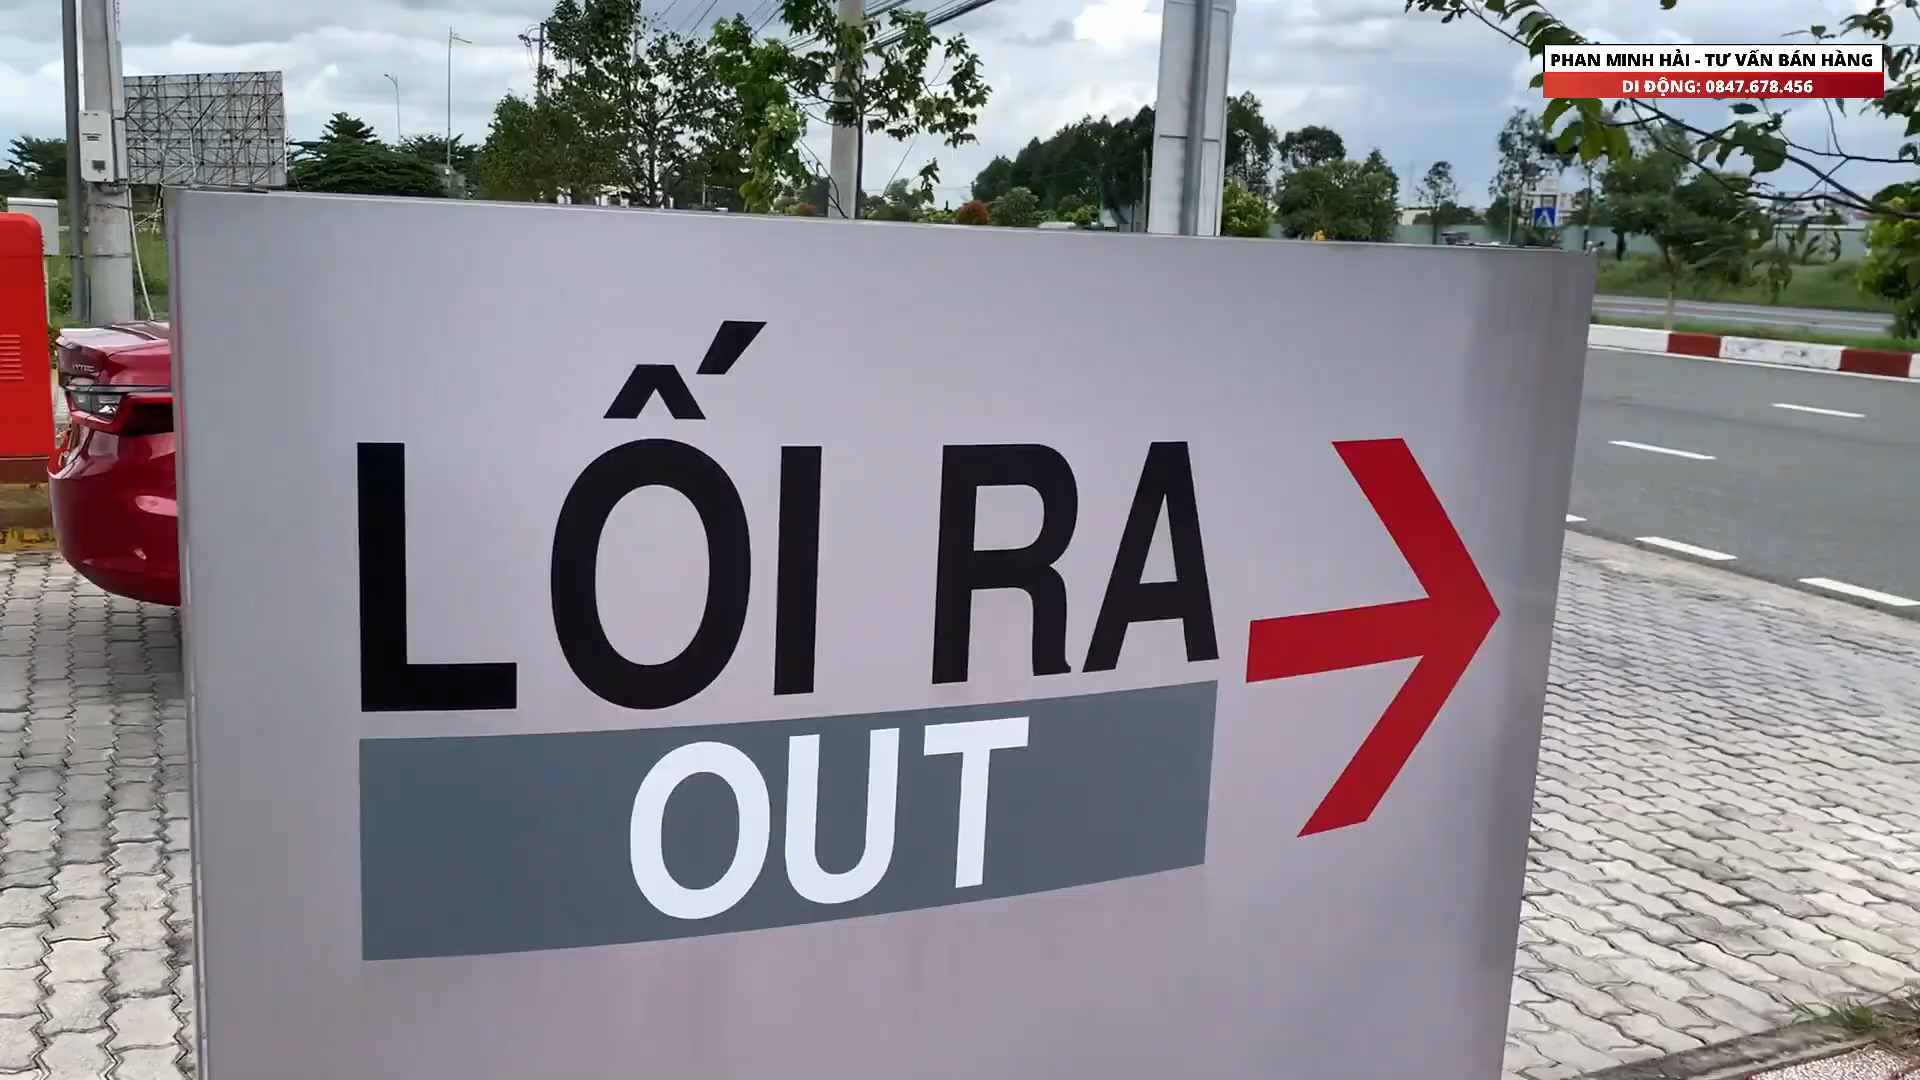 PHAN MINH HẢI - TƯ VẤN BÁN HÀNG
DI ĐỘNG: 0847.678.456
LỐI RA
OUT